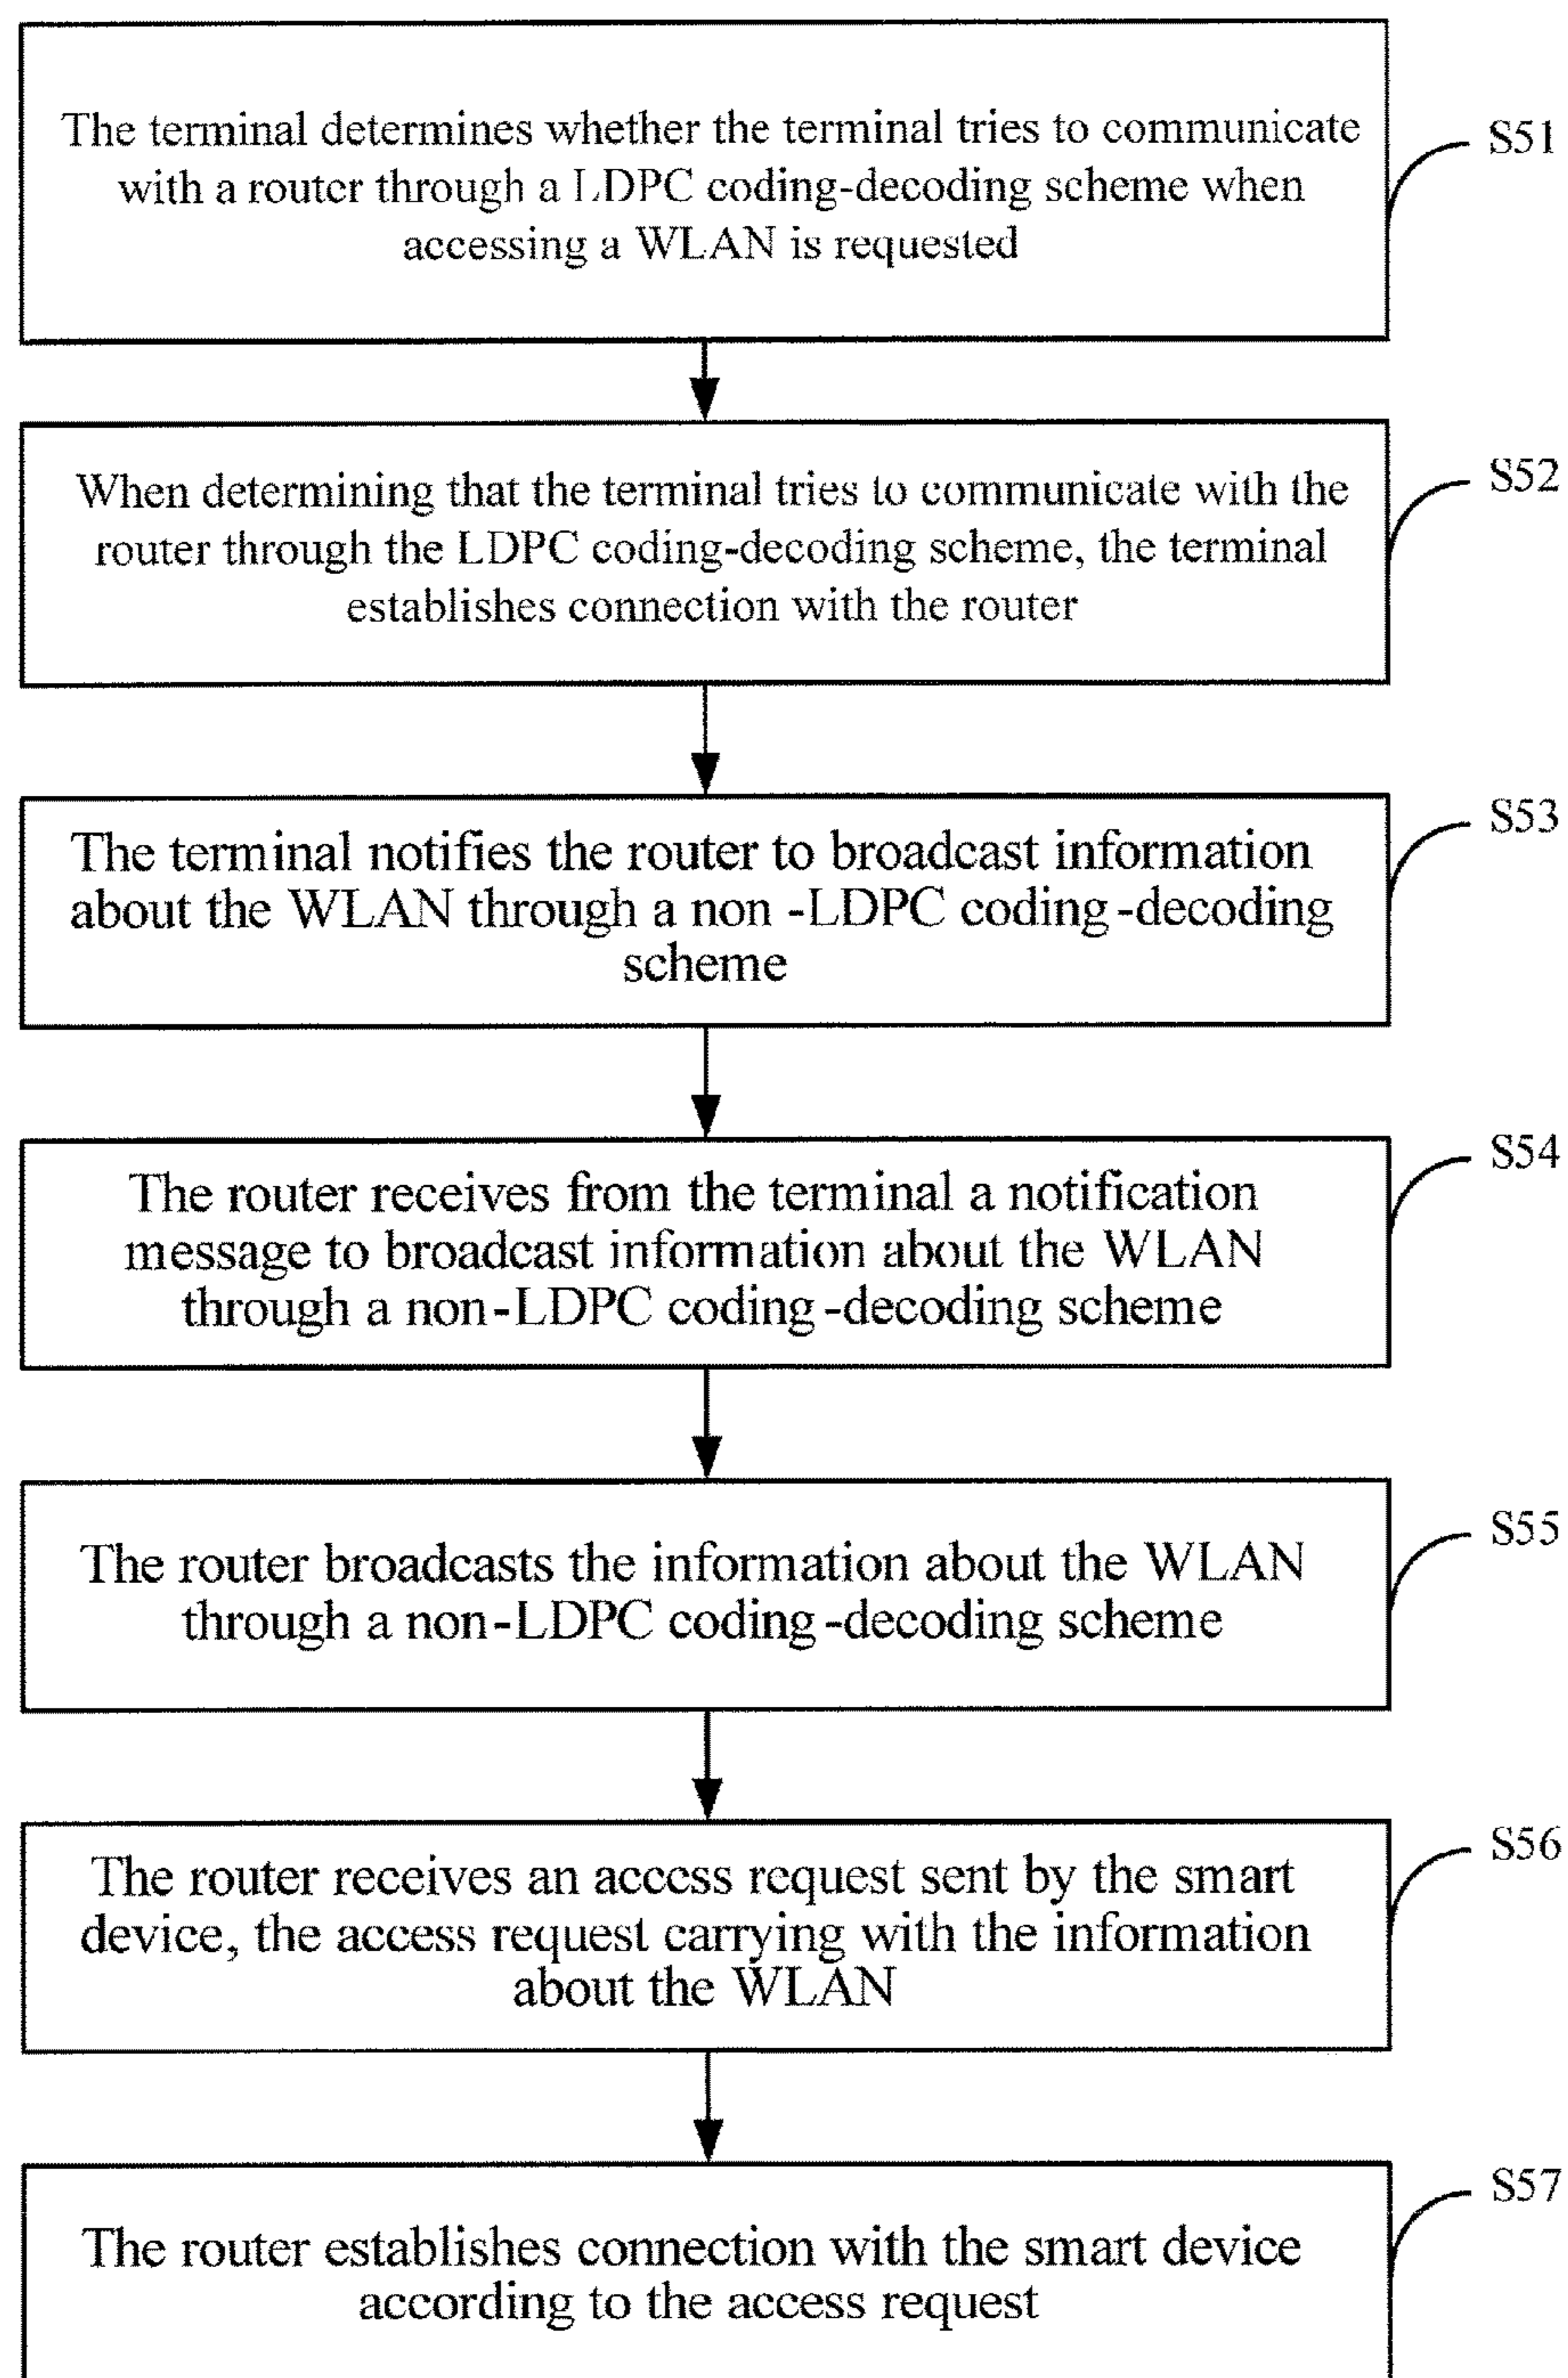 The terminal determines whether the terminal tries to communicate
with a router through a LDPC coding-decoding scheme when
accessing a WLAN is requested
S51
When determining that the terminal tries to communicate with the
router through the LDPC coding-decoding scheme, the terminal
establishes connection with the router
S52
The terminal notifies the router to broadcast information
about the WLAN through a non -LDPC coding-decoding
scheme
S53
The router receives from the terminal a notification
message to broadcast information about the WLAN
through a non-LDPC coding-decoding scheme
S54
The router broadcasts the information about the WLAN
through a non-LDPC coding-decoding scheme
S55
The router receives an access request sent by the smart
device, the access request carrying with the information
about the WLAN
S56
The router establishes connection with the smart device
according to the access request
S57